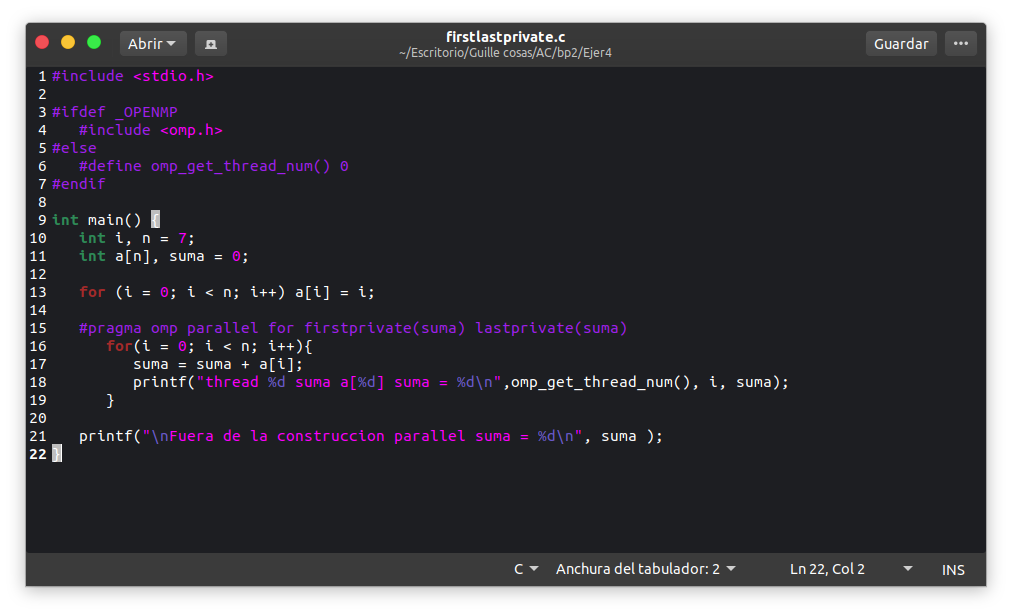 firstlastprivate.c
Abrir
~/Escritorio/Guille cosas/AC/bp2/Ejer4
Guardar
1 #include <stdio.h>
2
3 #ifdef _OPENMP
4    #include <omp.h>
5 #else
6    #define omp_get_thread_num() 0
7 #endif
8
9 int main() {
10    int i, n = 7;
11    int a[n], suma = 0;
12
13    for (i = 0; i < n; i++) a[i] = i;
14
15    #pragma omp parallel for firstprivate(suma) lastprivate(suma)
16       for(i = 0; i < n; i++){
17          suma = suma + a[i];
18          printf("thread %d suma a[%d] suma = %d\n",omp_get_thread_num(), i, suma);
19       }
20
21    printf("\nFuera de la construccion parallel suma = %d\n", suma );
22 }
C Anchura del tabulador: 2 Ln 22, Col 2 INS